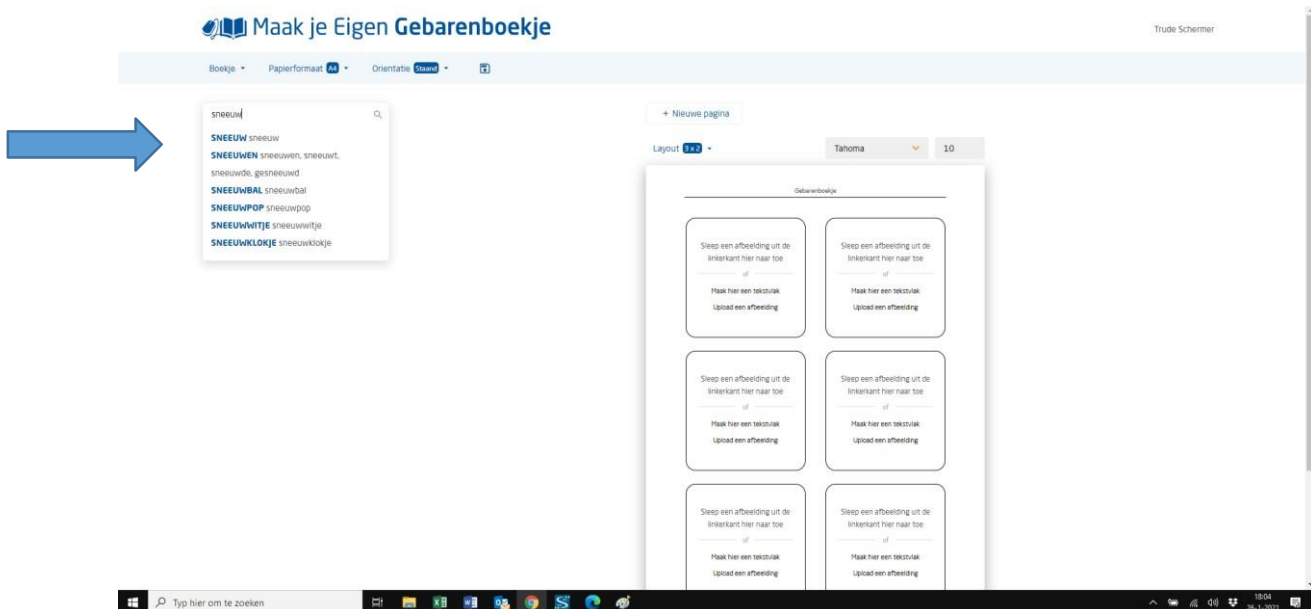 Maak je Eigen Gebarenboekje
Trude Schermer
Boekje
Papierformaat A4
Orientatie Staand
sneeuw
SNEEUW sneeuw
SNEEUWEN sneeuwen, sneeuwt,
sneeuwde, gesneeuwd
SNEEUWBAL sneeuwbal
SNEEUWPOP sneeuwpop
SNEEUWWITJE sneeuwwitje
SNEEUWKLOKJE sneeuwklokje
+ Nieuwe pagina
Layout 3 x 2
Tahoma
10
Gebarenboekje
Sleep een afbeelding uit de
linkerkant hier naar toe
of
Maak hier een tekstvlak
Upload een afbeelding
Sleep een afbeelding uit de
linkerkant hier naar toe
of
Maak hier een tekstvlak
Upload een afbeelding
Sleep een afbeelding uit de
linkerkant hier naar toe
of
Maak hier een tekstvlak
Upload een afbeelding
Sleep een afbeelding uit de
linkerkant hier naar toe
of
Maak hier een tekstvlak
Upload een afbeelding
Sleep een afbeelding uit de
linkerkant hier naar toe
of
Maak hier een tekstvlak
Upload een afbeelding
Sleep een afbeelding uit de
linkerkant hier naar toe
of
Maak hier een tekstvlak
Upload een afbeelding
Typ hier om te zoeken
18:04
26-1-2021